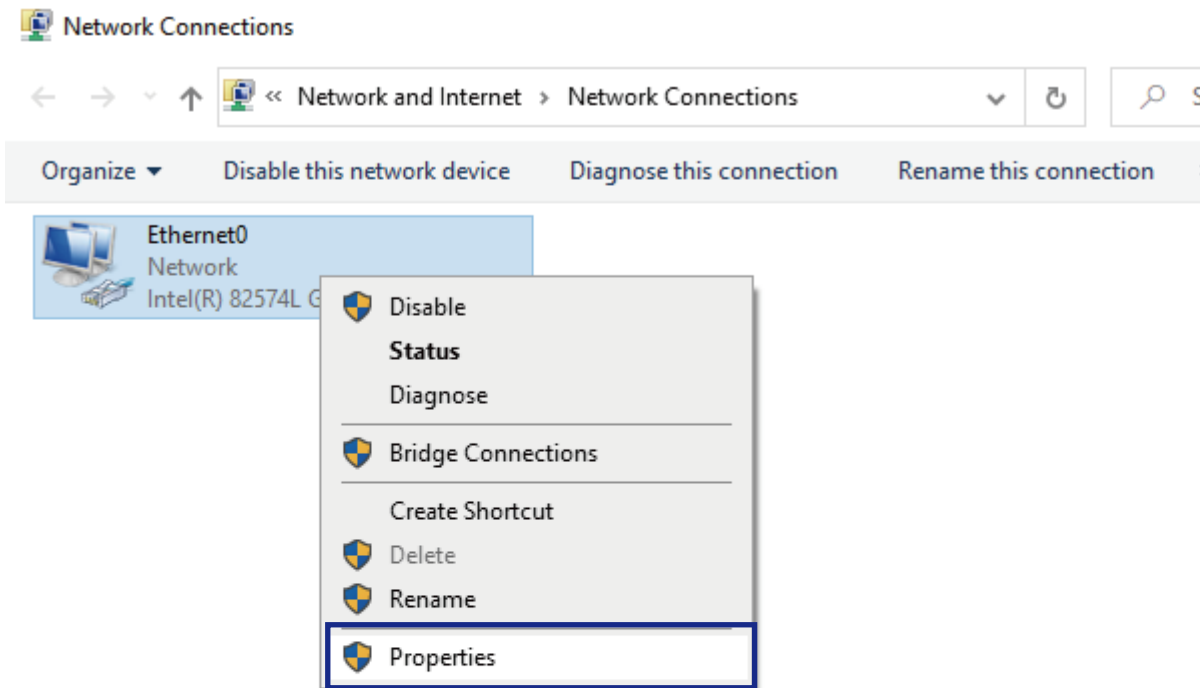 Network Connections
« Network and Internet > Network Connections
Organize Disable this network device Diagnose this connection Rename this connection
Ethernet0
Network
Intel(R) 82574L
Disable
Status
Diagnose
Bridge Connections
Create Shortcut
Delete
Rename
Properties